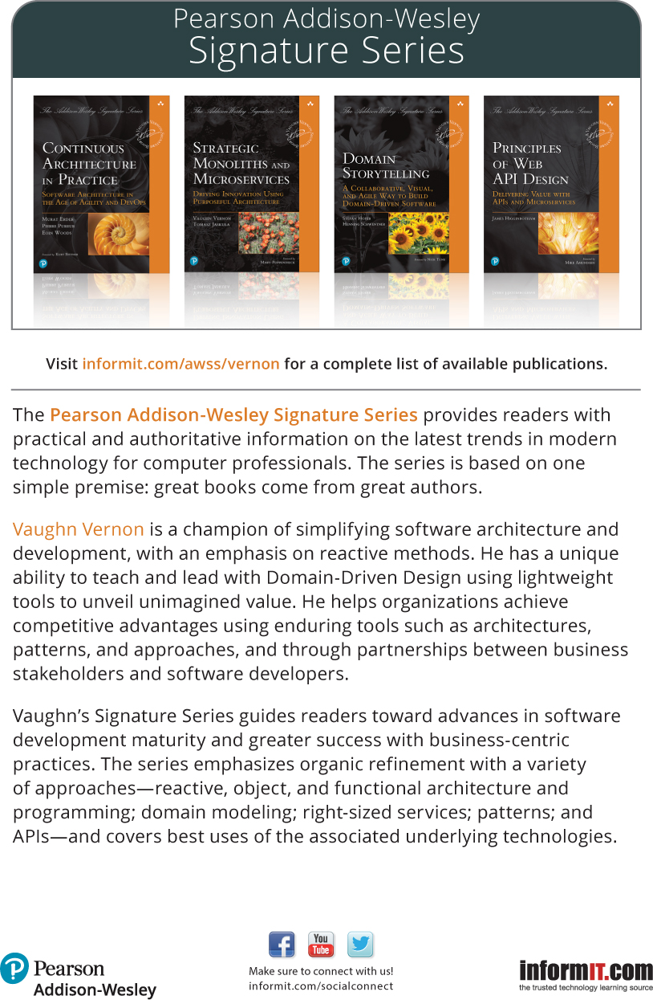 Pearson Addison-Wesley
Signature Series
The Addison-Wesley Signature Series
CONTINUOUS
ARCHITECTURE
IN PRACTICE
SOFTWARE ARCHITECTURE IN
THE AGE OF AGILITY AND DEVOPS
MURAT ERDER
PIERRE PUREUR
EOIN WOODS
The Addison-Wesley Signature Series
STRATEGIC
MONOLITHS AND
MICROSERVICES
DRIVING INNOVATION USING
PURPOSEFUL ARCHITECTURE
VAUGHN VERNON
TOMASZ JASKUŁA
MARY POPPENDIECK
The Addison-Wesley Signature Series
DOMAIN
STORYTELLING
A COLLABORATIVE, VISUAL,
AND AGILE WAY TO BUILD
DOMAIN-DRIVEN SOFTWARE
STEFAN HOFER
HENNING SCHWENTNER
NICK TUNE
The Addison-Wesley Signature Series
PRINCIPLES
OF WEB
API DESIGN
DELIVERING VALUE WITH
APIS AND MICROSERVICES
JAMES HIGGINBOTHAM
MIKE AMUNDSEN
Visit informit.com/awss/vernon for a complete list of available publications.
The Pearson Addison-Wesley Signature Series provides readers with
practical and authoritative information on the latest trends in modern
technology for computer professionals. The series is based on one
simple premise: great books come from great authors.
Vaughn Vernon is a champion of simplifying software architecture and
development, with an emphasis on reactive methods. He has a unique
ability to teach and lead with Domain-Driven Design using lightweight
tools to unveil unimagined value. He helps organizations achieve
competitive advantages using enduring tools such as architectures,
patterns, and approaches, and through partnerships between business
stakeholders and software developers.
Vaughn’s Signature Series guides readers toward advances in software
development maturity and greater success with business-centric
practices. The series emphasizes organic refinement with a variety
of approaches—reactive, object, and functional architecture and
programming; domain modeling; right-sized services; patterns; and
APIs—and covers best uses of the associated underlying technologies.
Pearson
Addison-Wesley
You
Tube
Make sure to connect with us!
informit.com/socialconnect
informIT.com
the trusted technology learning source